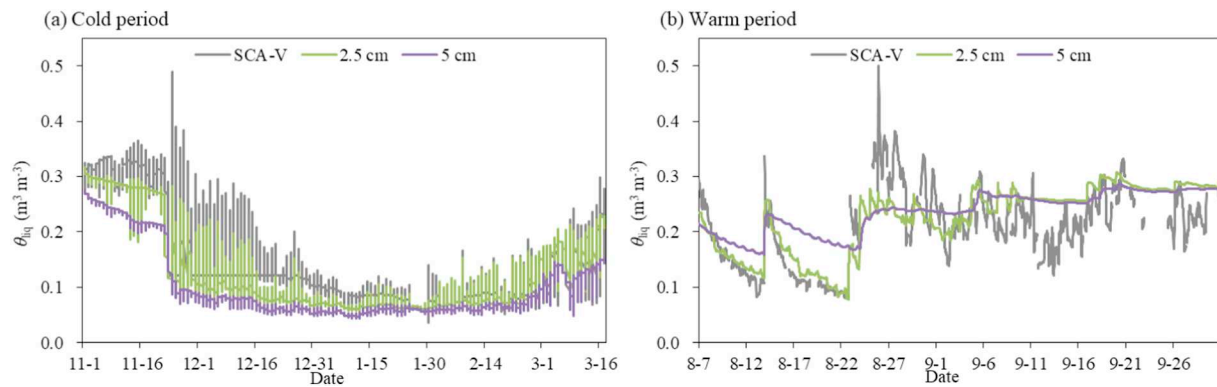 (a) Cold period
SCA-V 2.5 cm 5 cm
0.5
0.4
0.3
0.2
0.1
0.0
θliq (m³ m⁻³)
11-1 11-16 12-1 12-16 12-31 1-15 1-30 2-14 3-1 3-16
Date
(b) Warm period
SCA-V 2.5 cm 5 cm
0.5
0.4
0.3
0.2
0.1
0.0
θliq (m³ m⁻³)
8-7 8-12 8-17 8-22 8-27 9-1 9-6 9-11 9-16 9-21 9-26
Date